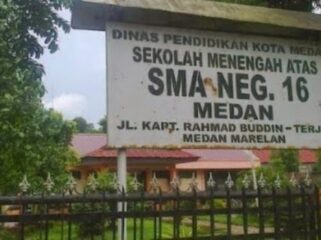 DINAS PENDIDIKAN KOTA MEDA
SEKOLAH MENENGAH ATAS
SMA NEG. 16
MEDAN
JL. KAPT. RAHMAD BUDDIN - TERJ
MEDAN MARELAN